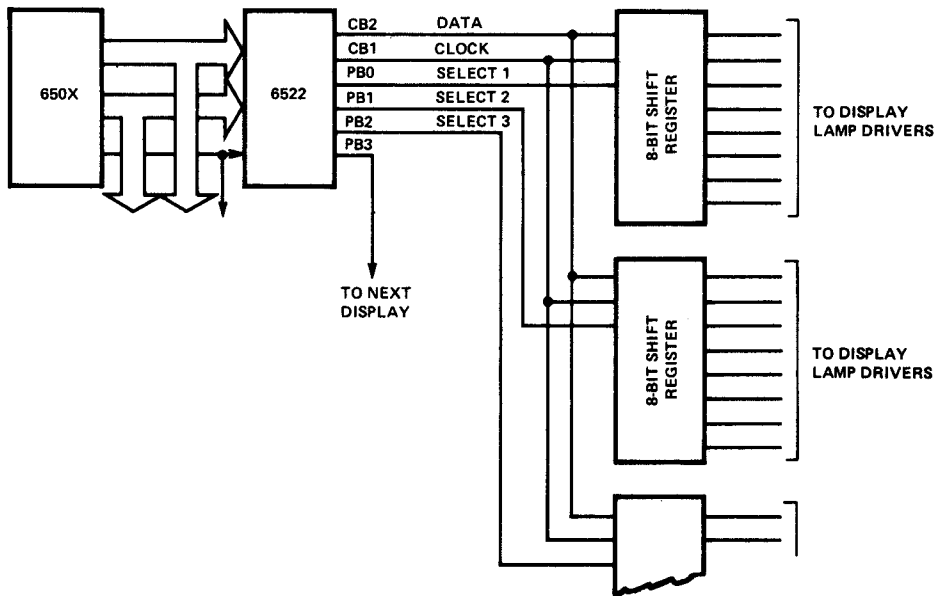 650X
6522
CB2 DATA
CB1 CLOCK
PB0 SELECT 1
PB1 SELECT 2
PB2 SELECT 3
PB3
TO NEXT
DISPLAY
8-BIT SHIFT
REGISTER
TO DISPLAY
LAMP DRIVERS
8-BIT SHIFT
REGISTER
TO DISPLAY
LAMP DRIVERS